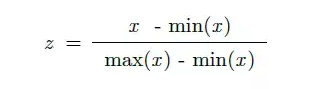 z = x - min(x) / max(x) - min(x)